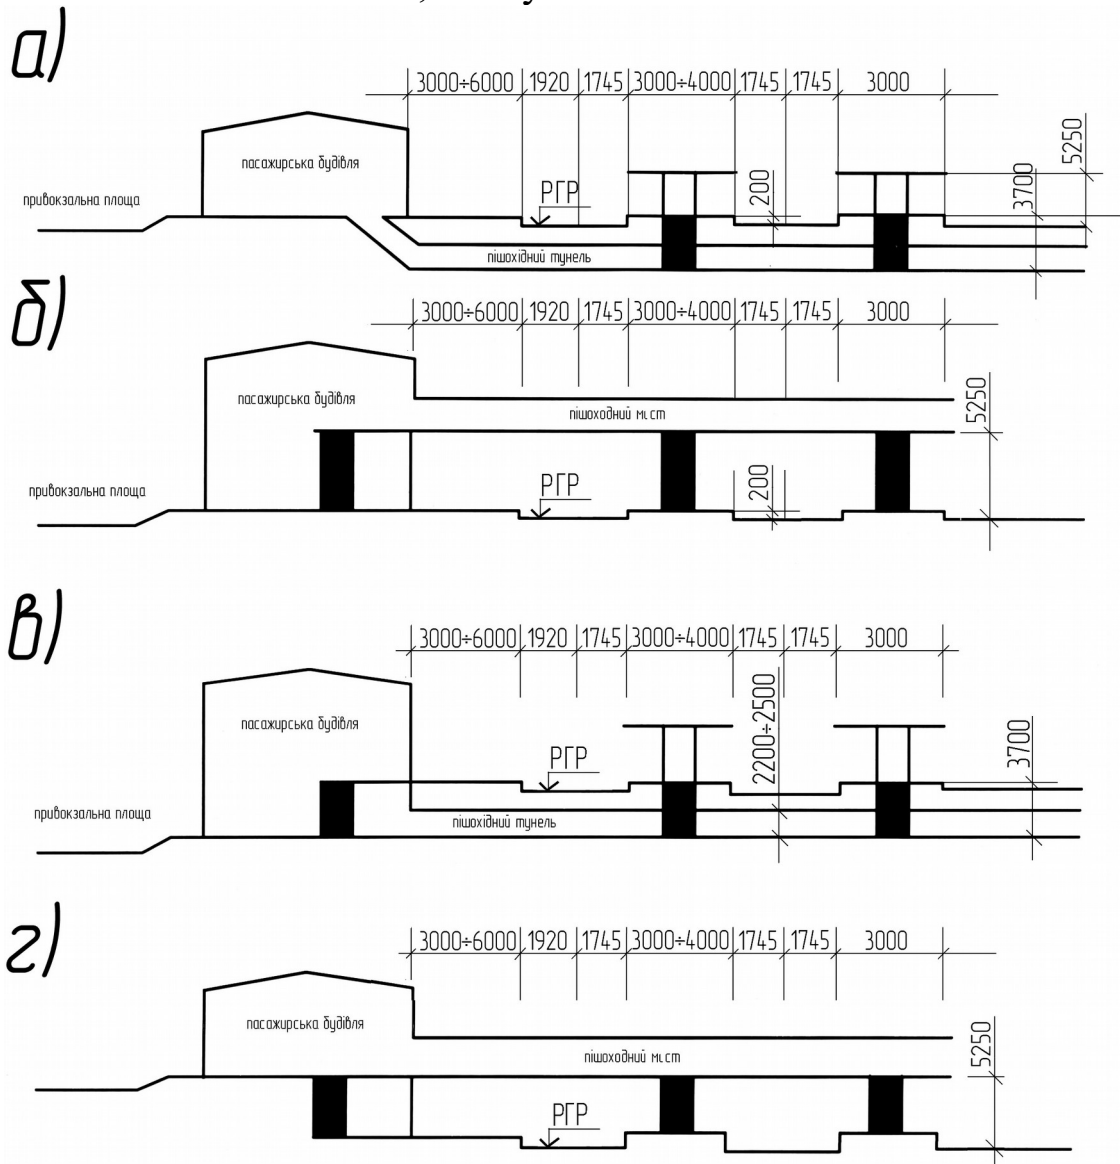 а)
3000÷6000 1920 1745 3000÷4000 1745 1745 3000
пасажирська будівля
привокзальна площа
РГР
200
5250
3700
пішохідний тунель
б)
3000÷6000 1920 1745 3000÷4000 1745 1745 3000
пасажирська будівля
пішоходний міст
5250
привокзальна площа
РГР
200
в)
3000÷6000 1920 1745 3000÷4000 1745 1745 3000
пасажирська будівля
РГР
2200÷2500
3700
привокзальна площа
пішохідний тунель
г)
3000÷6000 1920 1745 3000÷4000 1745 1745 3000
пасажирська будівля
пішоходний міст
5250
РГР